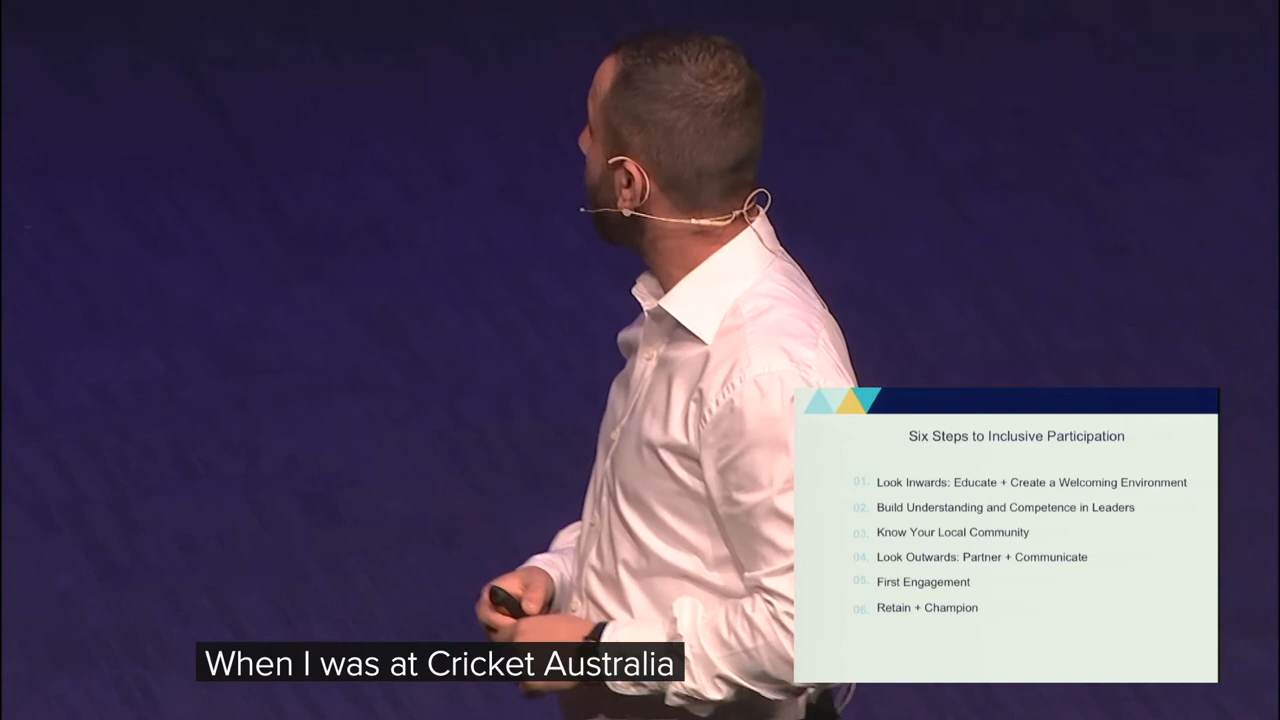 Six Steps to Inclusive Participation
01. Look Inwards: Educate + Create a Welcoming Environment
02. Build Understanding and Competence in Leaders
03. Know Your Local Community
04. Look Outwards: Partner + Communicate
05. First Engagement
06. Retain + Champion
When I was at Cricket Australia